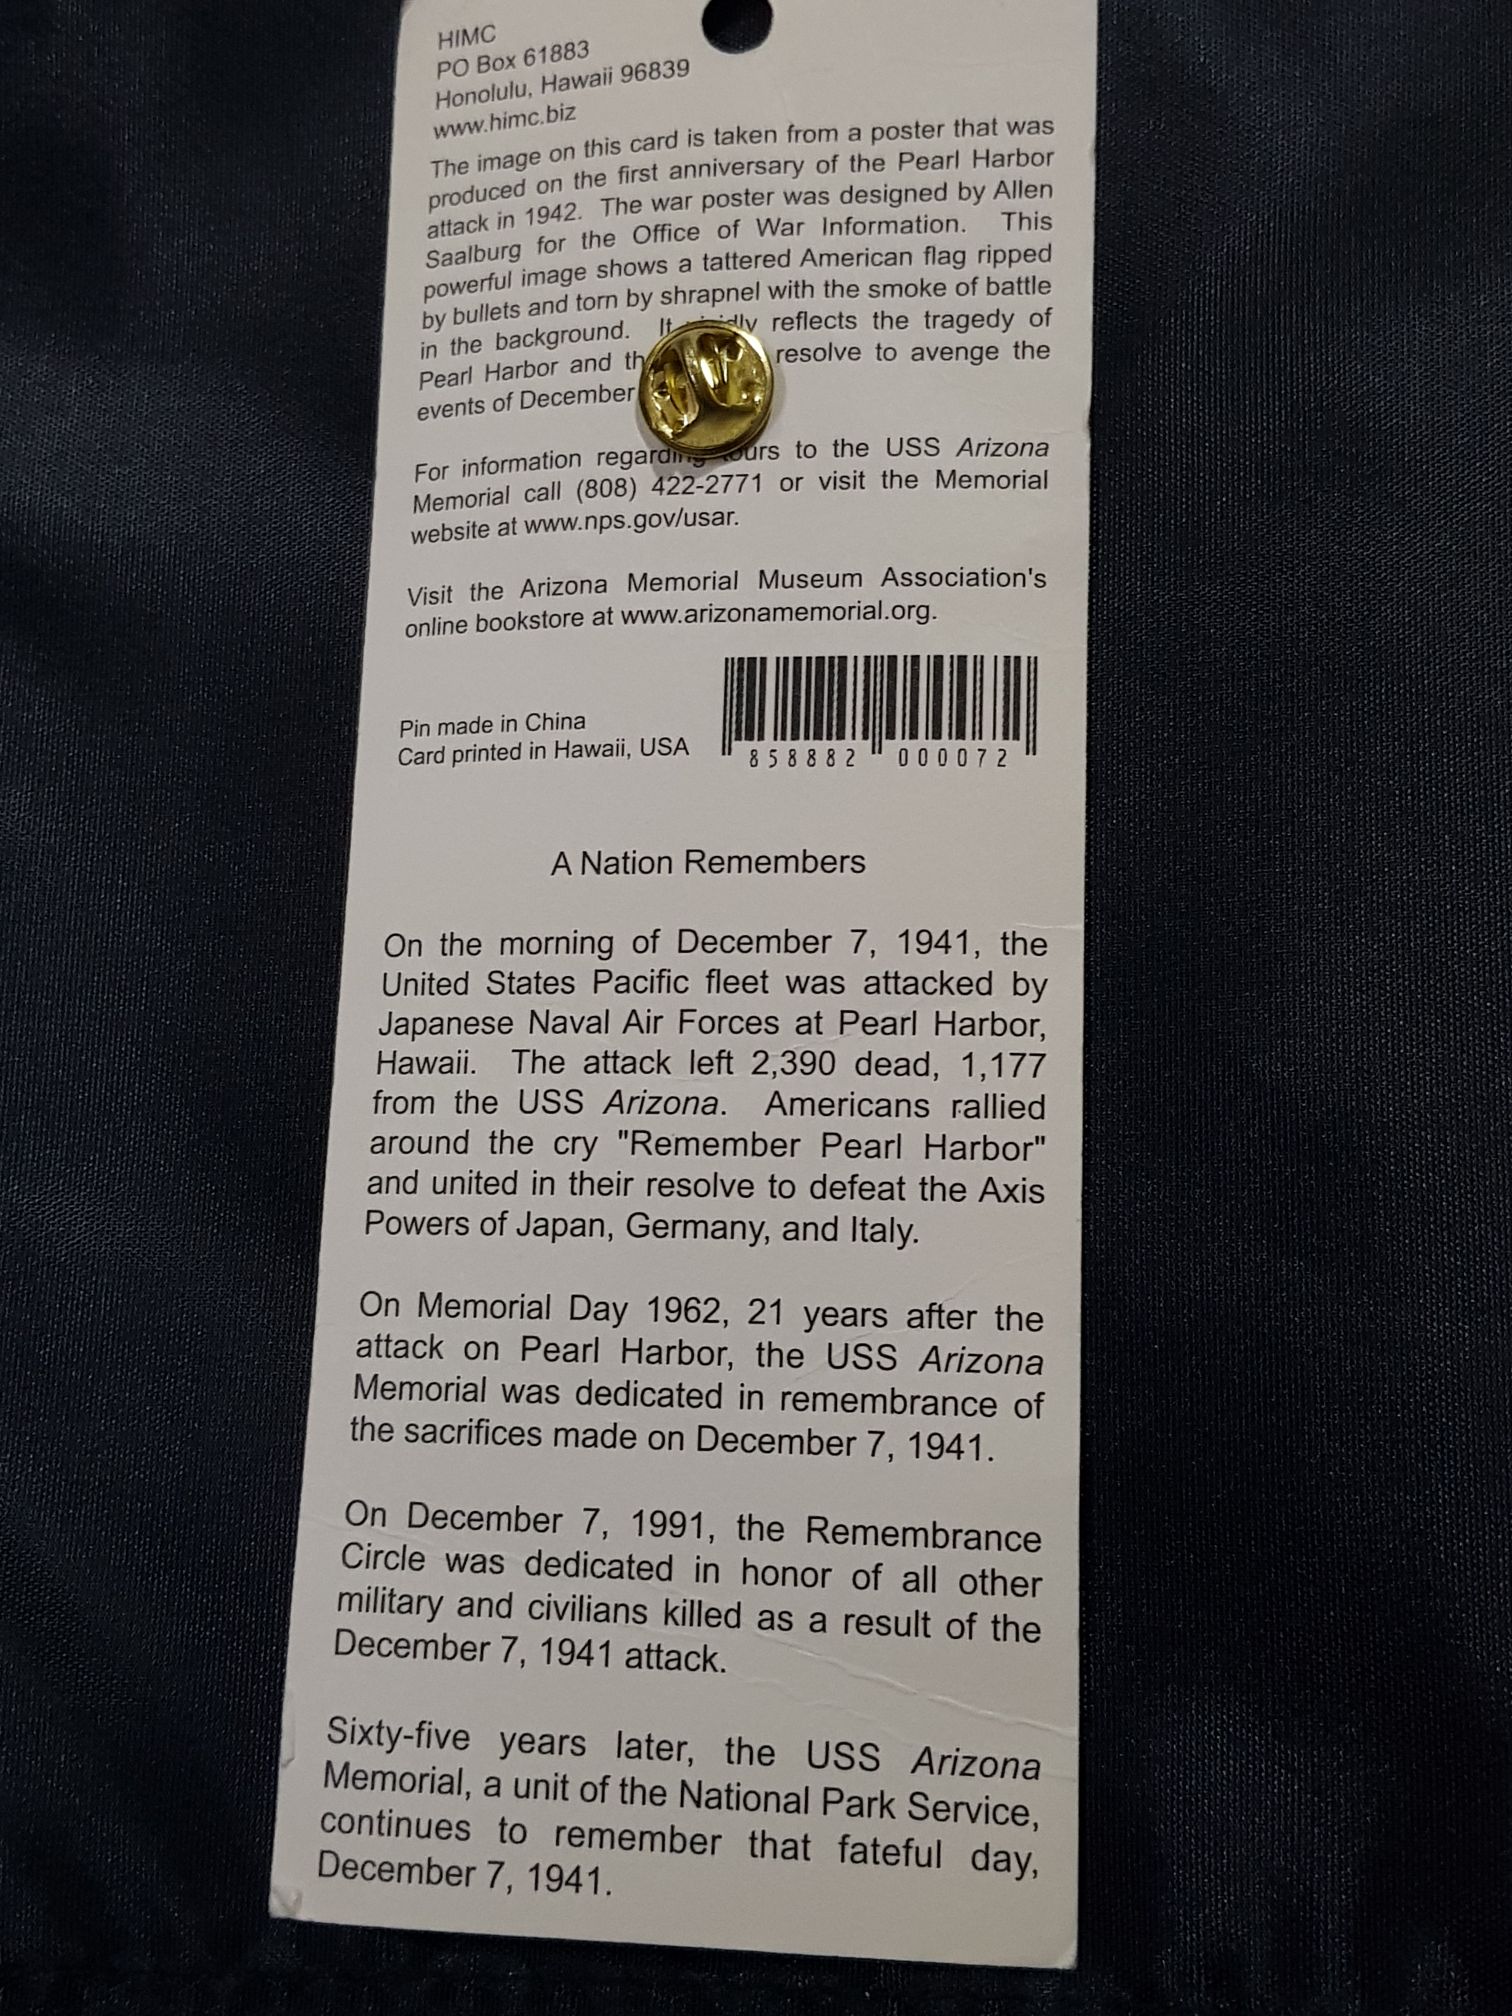 HIMC
PO Box 61883
Honolulu, Hawaii 96839
www.himc.biz
The image on this card is taken from a poster that was
produced on the first anniversary of the Pearl Harbor
attack in 1942. The war poster was designed by Allen
Saalburg for the Office of War Information. This
powerful image shows a tattered American flag ripped
by bullets and torn by shrapnel with the smoke of battle
in the background. It reflects the tragedy of
Pearl Harbor and resolve to avenge the
events of December
For information regarding tours to the USS Arizona
Memorial call (808) 422-2771 or visit the Memorial
website at www.nps.gov/usar.
Visit the Arizona Memorial Museum Association's
online bookstore at www.arizonamemorial.org.
Pin made in China
Card printed in Hawaii, USA
858882 000072
A Nation Remembers
On the morning of December 7, 1941, the
United States Pacific fleet was attacked by
Japanese Naval Air Forces at Pearl Harbor,
Hawaii. The attack left 2,390 dead, 1,177
from the USS Arizona. Americans rallied
around the cry "Remember Pearl Harbor"
and united in their resolve to defeat the Axis
Powers of Japan, Germany, and Italy.
On Memorial Day 1962, 21 years after the
attack on Pearl Harbor, the USS Arizona
Memorial was dedicated in remembrance of
the sacrifices made on December 7, 1941.
On December 7, 1991, the Remembrance
Circle was dedicated in honor of all other
military and civilians killed as a result of the
December 7, 1941 attack.
Sixty-five years later, the USS Arizona
Memorial, a unit of the National Park Service,
continues to remember that fateful day,
December 7, 1941.